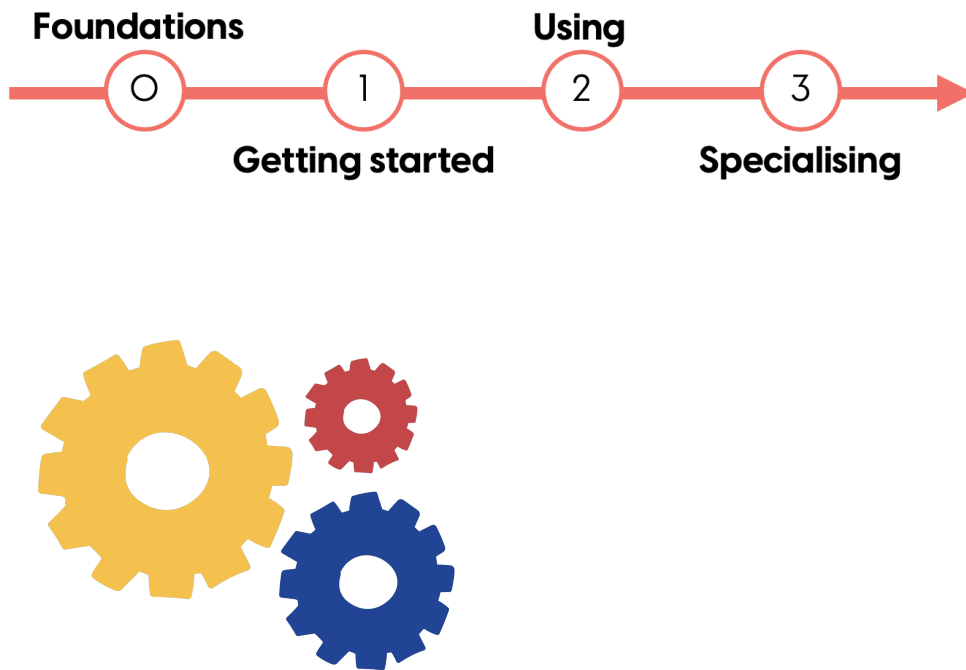 Foundations
Using
0
1
2
3
Getting started
Specialising